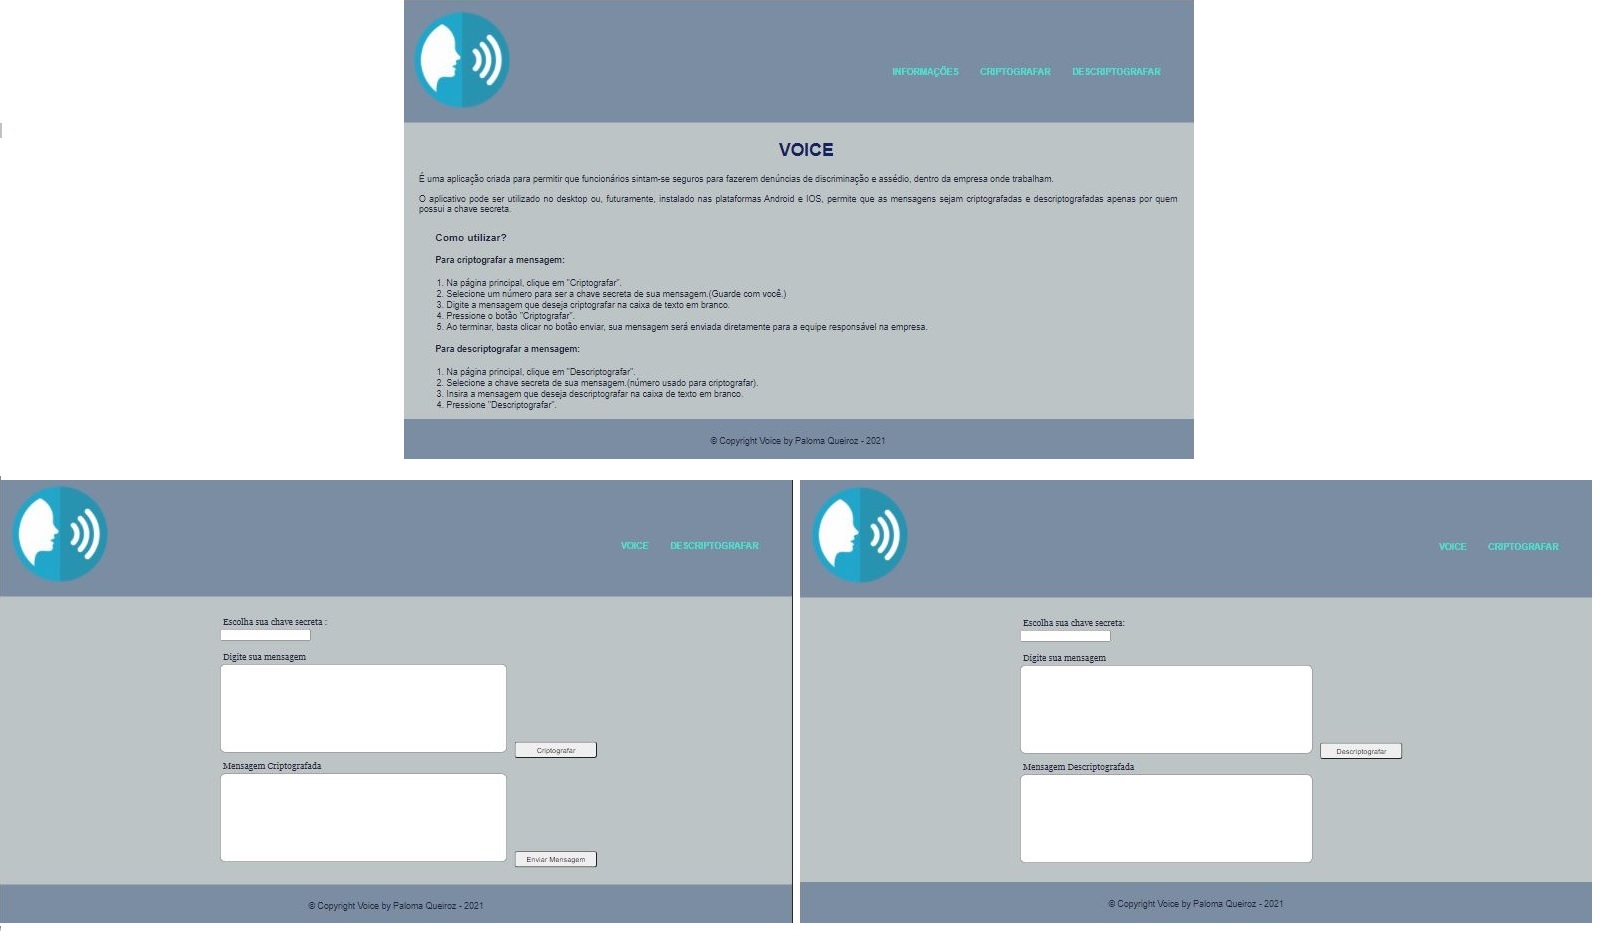 INFORMAÇÕES CRIPTOGRAFAR DESCRIPTOGRAFAR
VOICE
É uma aplicação criada para permitir que funcionários sintam-se seguros para fazerem denúncias de discriminação e assédio, dentro da empresa onde trabalham.
O aplicativo pode ser utilizado no desktop ou, futuramente, instalado nas plataformas Android e IOS, permite que as mensagens sejam criptografadas e descriptografadas apenas por quem
possui a chave secreta.
Como utilizar?
Para criptografar a mensagem:
1. Na página principal, clique em "Criptografar".
2. Selecione um número para ser a chave secreta de sua mensagem.(Guarde com você.)
3. Digite a mensagem que deseja criptografar na caixa de texto em branco.
4. Pressione o botão "Criptografar".
5. Ao terminar, basta clicar no botão enviar, sua mensagem será enviada diretamente para a equipe responsável na empresa.
Para descriptografar a mensagem:
1. Na página principal, clique em "Descriptografar".
2. Selecione a chave secreta de sua mensagem.(número usado para criptografar).
3. Insira a mensagem que deseja descriptografar na caixa de texto em branco.
4. Pressione "Descriptografar".
© Copyright Voice by Paloma Queiroz - 2021
VOICE DESCRIPTOGRAFAR
Escolha sua chave secreta :
Digite sua mensagem
Criptografar
Mensagem Criptografada
Enviar Mensagem
© Copyright Voice by Paloma Queiroz - 2021
VOICE CRIPTOGRAFAR
Escolha sua chave secreta:
Digite sua mensagem
Descriptografar
Mensagem Descriptografada
© Copyright Voice by Paloma Queiroz - 2021